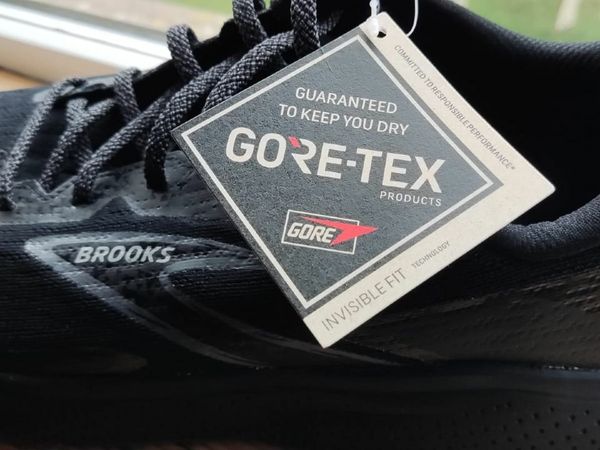 COMMITTED TO RESPONSIBLE PERFORMANCE*
GUARANTEED
TO KEEP YOU DRY
GORE-TEX
PRODUCTS
GORE
INVISIBLE FIT TECHNOLOGY
BROOKS